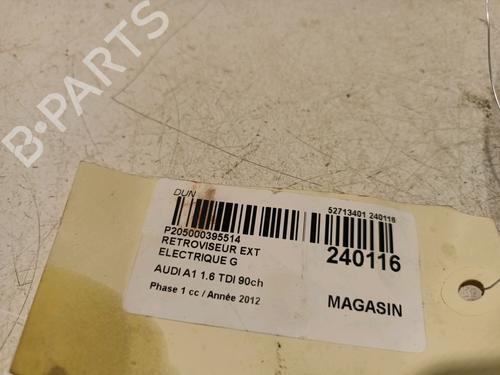 B-PARTS
DUN
52713401 240116
P205000395514
RETROVISEUR EXT
ELECTRIQUE G
240116
AUDI A1 1.6 TDI 90ch
Phase 1 cc / Année 2012
MAGASIN